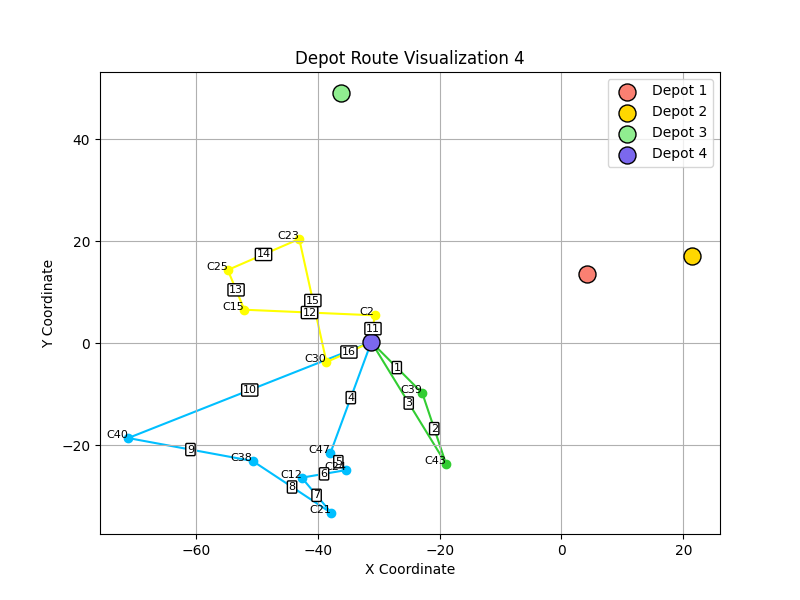 Depot Route Visualization 4
Depot 1
Depot 2
Depot 3
Depot 4
Y Coordinate
40
20
0
−20
C23
14
C25
13
C15
15
12
C2
11
C30
16
1
10
4
C39
3
2
C40
9
C38
C47
5
C24
6
C12
8
7
C21
C43
−60
−40
−20
0
20
X Coordinate